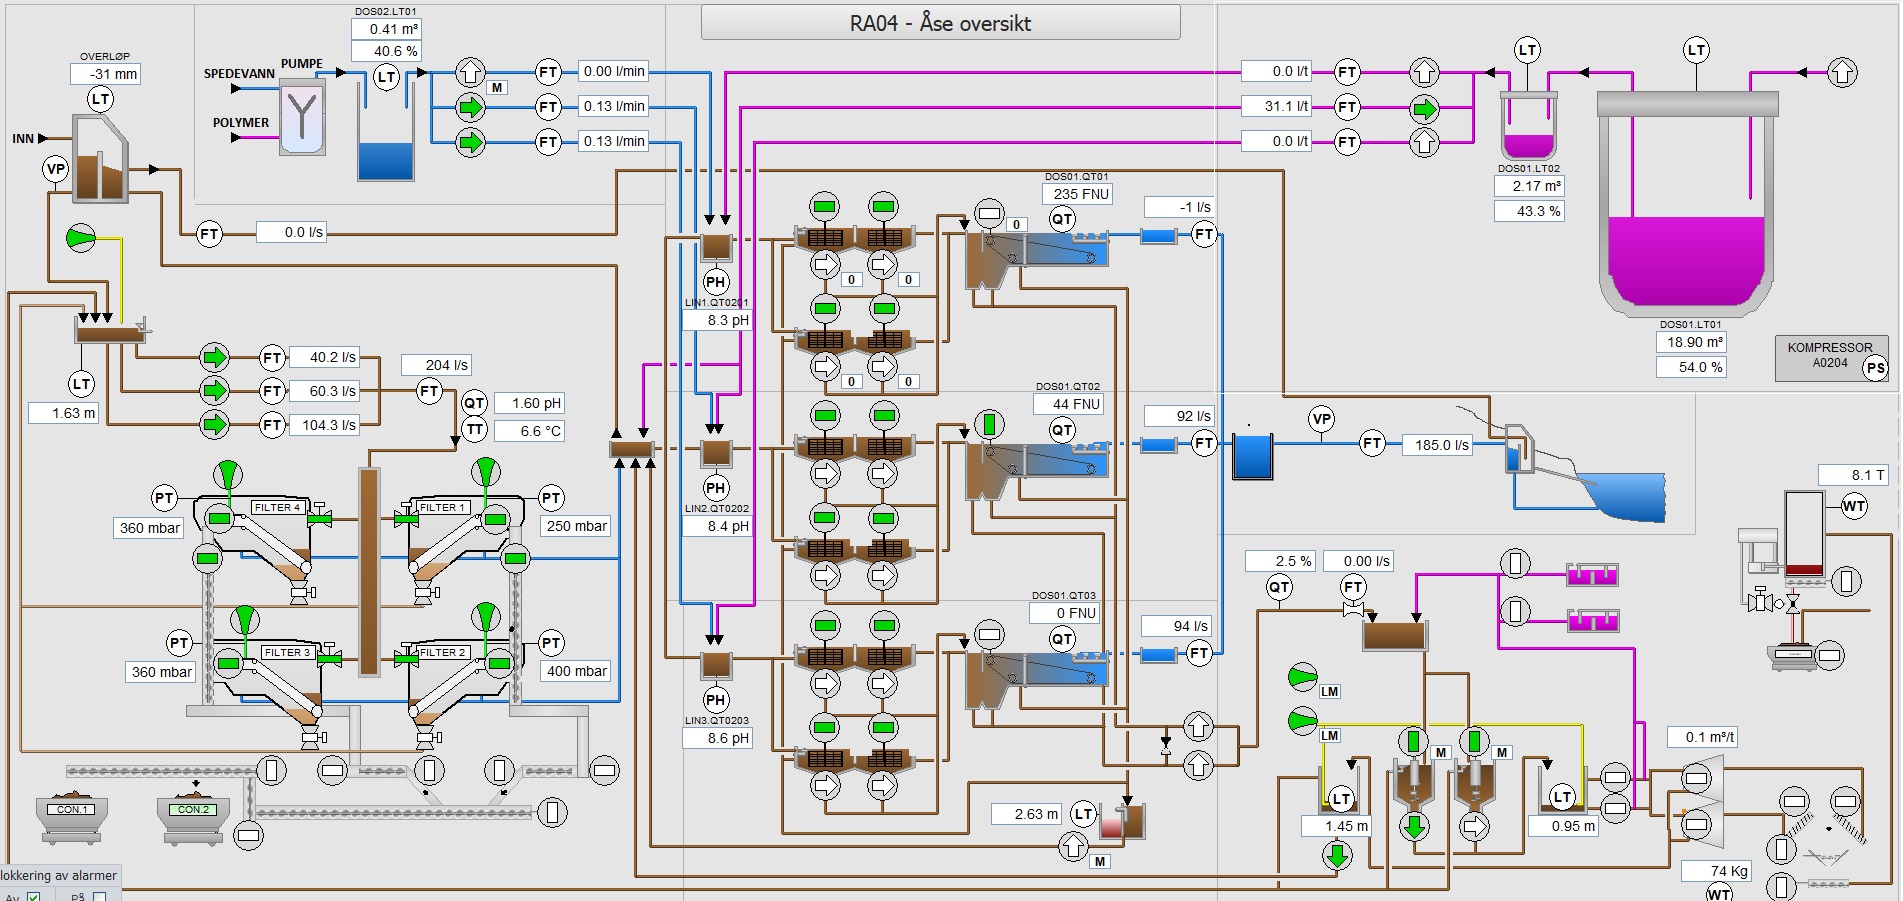 RA04 - Åse oversikt
DOS02.LT01
0.41 m³
40.6 %
OVERLØP
-31 mm
LT
SPEDEVANN
PUMPE
POLYMER
LT
M
FT
0.00 l/min
FT
0.13 l/min
FT
0.13 l/min
INN
VP
FT
0.0 l/s
0.0 l/t
FT
31.1 l/t
FT
0.0 l/t
FT
LT
LT
DOS01.LT02
2.17 m³
43.3 %
DOS01.LT01
18.90 m³
54.0 %
KOMPRESSOR
A0204
PS
DOS01.QT01
235 FNU
QT
0
-1 l/s
FT
PH
LIN1.QT0201
8.3 pH
0
0
0
0
LT
1.63 m
FT
40.2 l/s
FT
60.3 l/s
FT
104.3 l/s
204 l/s
FT
QT
1.60 pH
TT
6.6 °C
DOS01.QT02
44 FNU
QT
92 l/s
FT
VP
FT
185.0 l/s
PH
LIN2.QT0202
8.4 pH
PT
360 mbar
FILTER 4
FILTER 1
PT
250 mbar
PT
360 mbar
FILTER 3
FILTER 2
PT
400 mbar
8.1 T
WT
2.5 %
QT
0.00 l/s
FT
DOS01.QT03
0 FNU
QT
94 l/s
FT
PH
LIN3.QT0203
8.6 pH
LM
LM
M
M
0.1 m³/t
LT
1.45 m
LT
0.95 m
2.63 m
LT
M
CON.1
CON.2
74 Kg
WT
lokkering av alarmer
Av
På